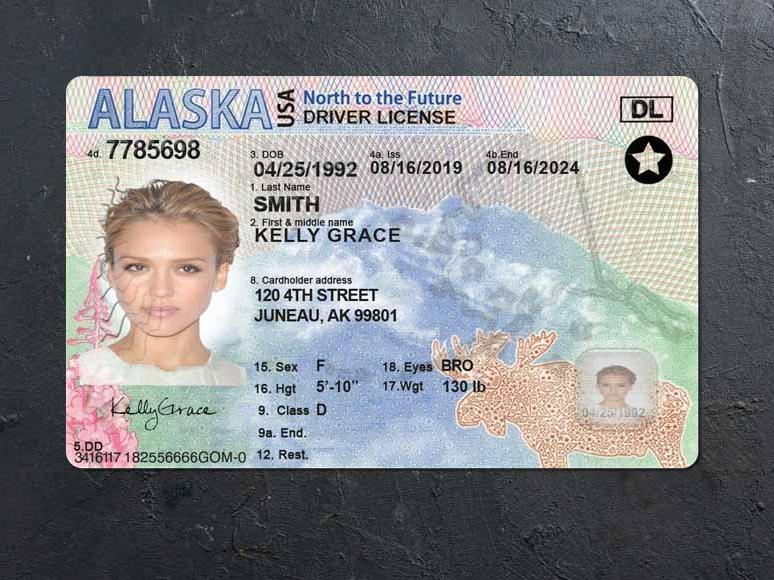 ALASKA USA North to the Future
DRIVER LICENSE
DL
4d. 7785698
3. DOB
04/25/1992
4a. Iss
08/16/2019
4b.End
08/16/2024
1. Last Name
SMITH
2. First & middle name
KELLY GRACE
8. Cardholder address
120 4TH STREET
JUNEAU, AK 99801
15. Sex F 18. Eyes BRO
16. Hgt 5'-10" 17.Wgt 130 lb
9. Class D
9a. End.
12. Rest.
KellyGrace
5.DD
3416117 182556666GOM-0
04/25/1992